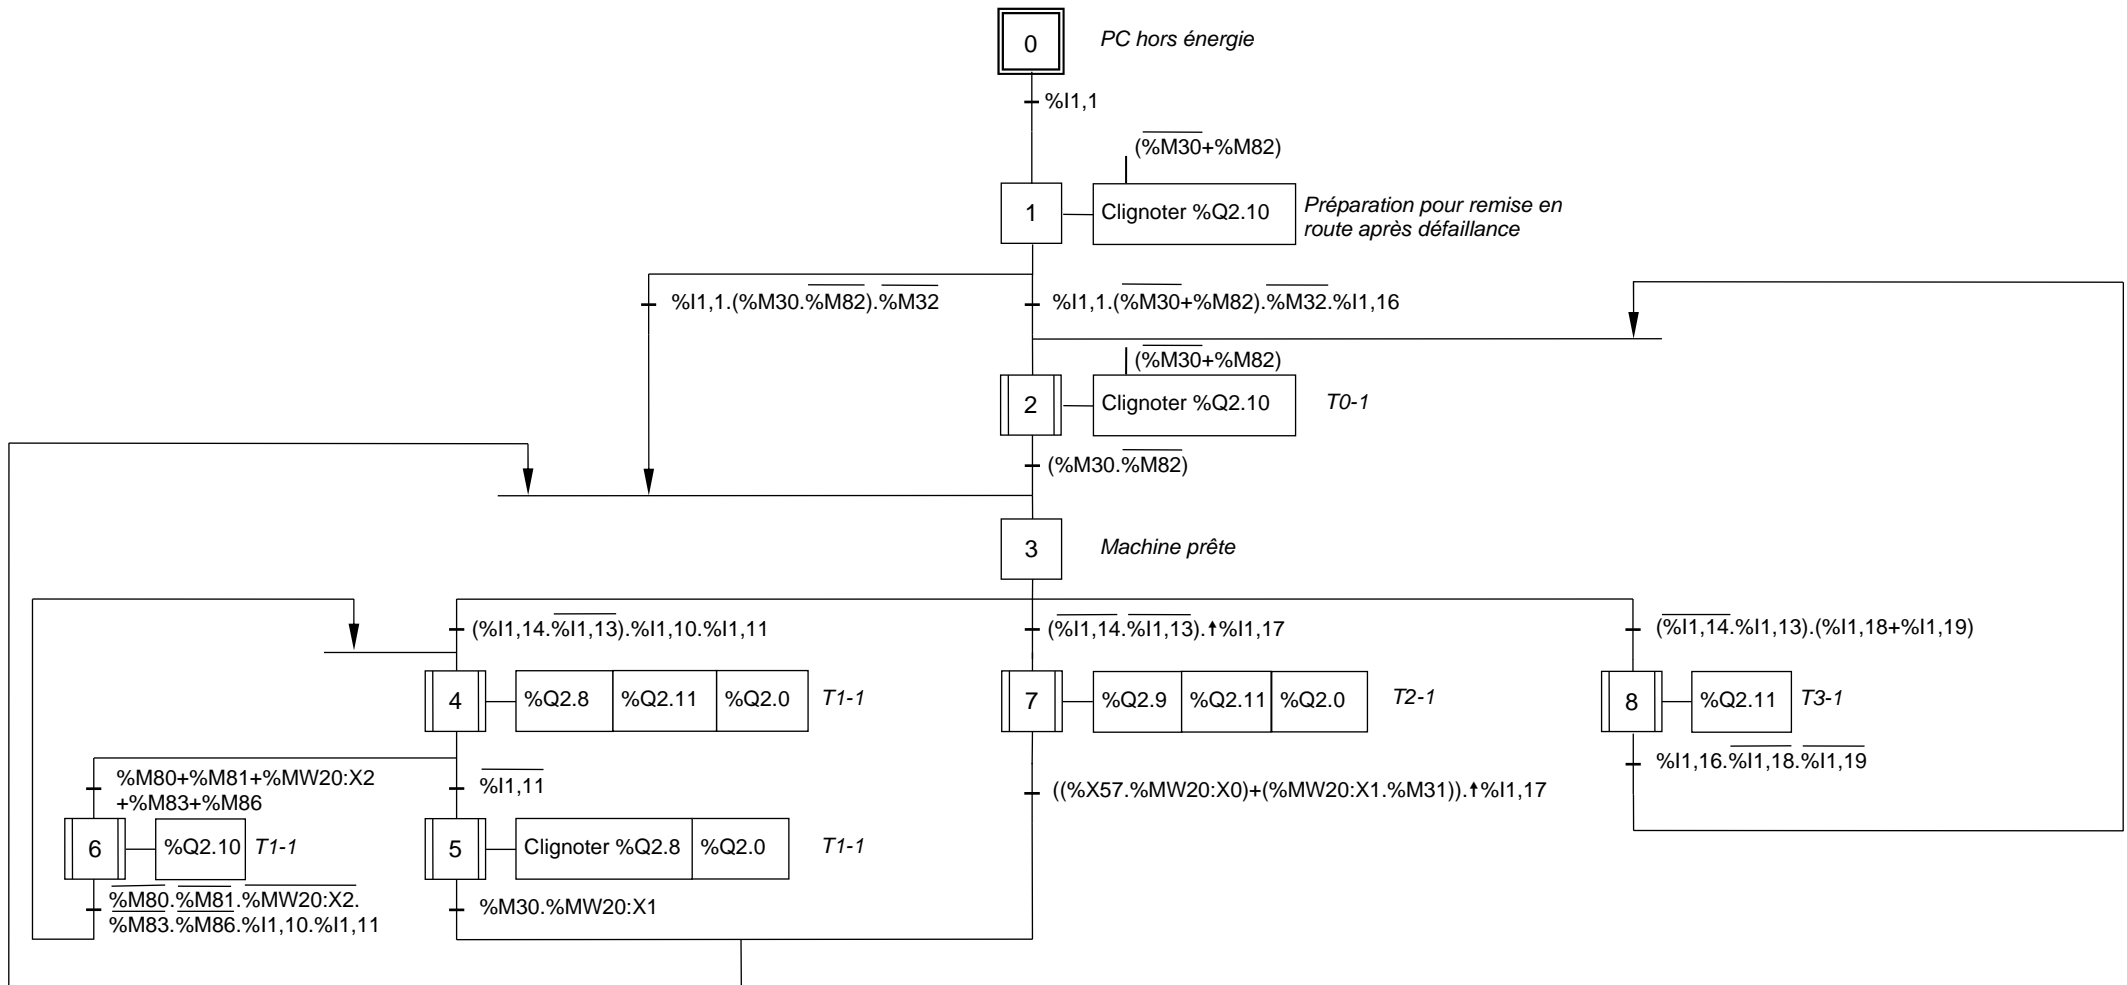 0
PC hors énergie
%I1,1
(%M30+%M82)
1
Clignoter %Q2.10
Préparation pour remise en
route après défaillance
%I1,1.(%M30.%M82).%M32
%I1,1.(%M30+%M82).%M32.%I1,16
(%M30+%M82)
2
Clignoter %Q2.10
T0-1
(%M30.%M82)
3
Machine prête
(%I1,14.%I1,13).%I1,10.%I1,11
(%I1,14.%I1,13).↑%I1,17
(%I1,14.%I1,13).(%I1,18+%I1,19)
4
%Q2.8
%Q2.11
%Q2.0
T1-1
7
%Q2.9
%Q2.11
%Q2.0
T2-1
8
%Q2.11
T3-1
%M80+%M81+%MW20:X2
+%M83+%M86
%I1,11
((%X57.%MW20:X0)+(%MW20:X1.%M31)).↑%I1,17
%I1,16.%I1,18.%I1,19
6
%Q2.10
T1-1
5
Clignoter %Q2.8
%Q2.0
T1-1
%M80.%M81.%MW20:X2.
%M83.%M86.%I1,10.%I1,11
%M30.%MW20:X1